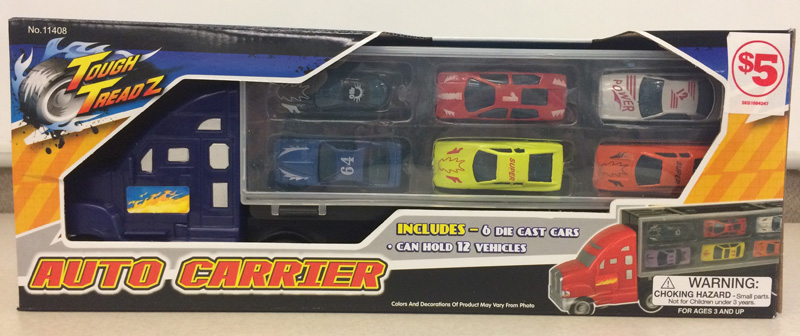 No.11408
TOUGH
TREADZ
$5
64
1
POWER
12
SUPER
INCLUDES – 6 DIE CAST CARS
• CAN HOLD 12 VEHICLES
AUTO CARRIER
Colors And Decorations Of Product May Vary From Photo
WARNING:
CHOKING HAZARD - Small parts.
Not for Children under 3 years.
FOR AGES 3 AND UP